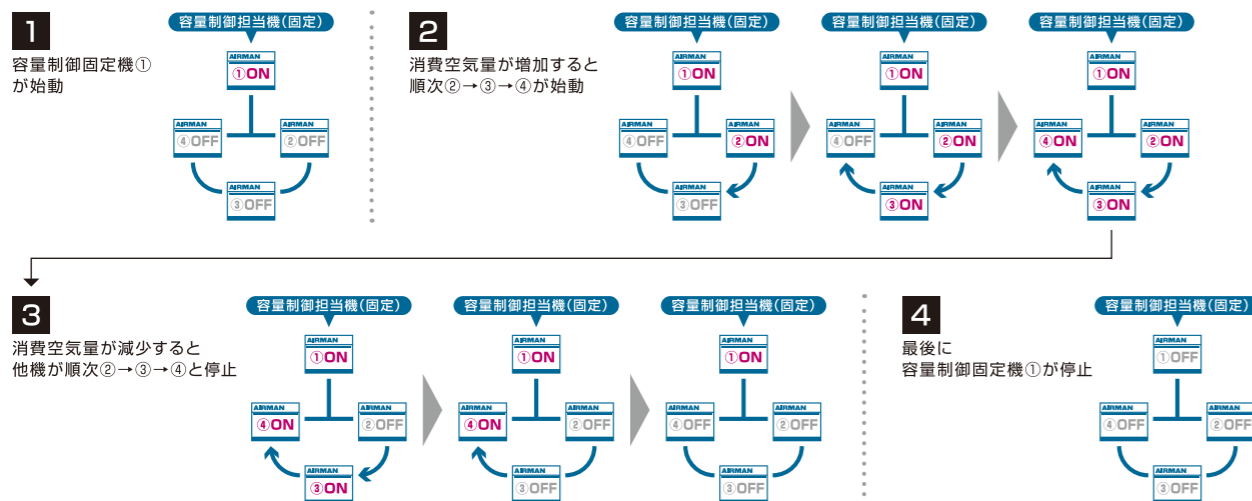 1
容量制御固定機①
が始動
容量制御担当機(固定)
AIRMAN
①ON
AIRMAN
④OFF
AIRMAN
②OFF
AIRMAN
③OFF
2
消費空気量が増加すると
順次②→③→④が始動
容量制御担当機(固定)
AIRMAN
①ON
AIRMAN
④OFF
AIRMAN
②ON
AIRMAN
③OFF
容量制御担当機(固定)
AIRMAN
①ON
AIRMAN
④OFF
AIRMAN
②ON
AIRMAN
③ON
容量制御担当機(固定)
AIRMAN
①ON
AIRMAN
④ON
AIRMAN
②ON
AIRMAN
③ON
3
消費空気量が減少すると
他機が順次②→③→④と停止
容量制御担当機(固定)
AIRMAN
①ON
AIRMAN
④ON
AIRMAN
②OFF
AIRMAN
③ON
容量制御担当機(固定)
AIRMAN
①ON
AIRMAN
④ON
AIRMAN
②OFF
AIRMAN
③OFF
容量制御担当機(固定)
AIRMAN
①ON
AIRMAN
④OFF
AIRMAN
②OFF
AIRMAN
③OFF
4
最後に
容量制御固定機①が停止
容量制御担当機(固定)
AIRMAN
①OFF
AIRMAN
④OFF
AIRMAN
②OFF
AIRMAN
③OFF